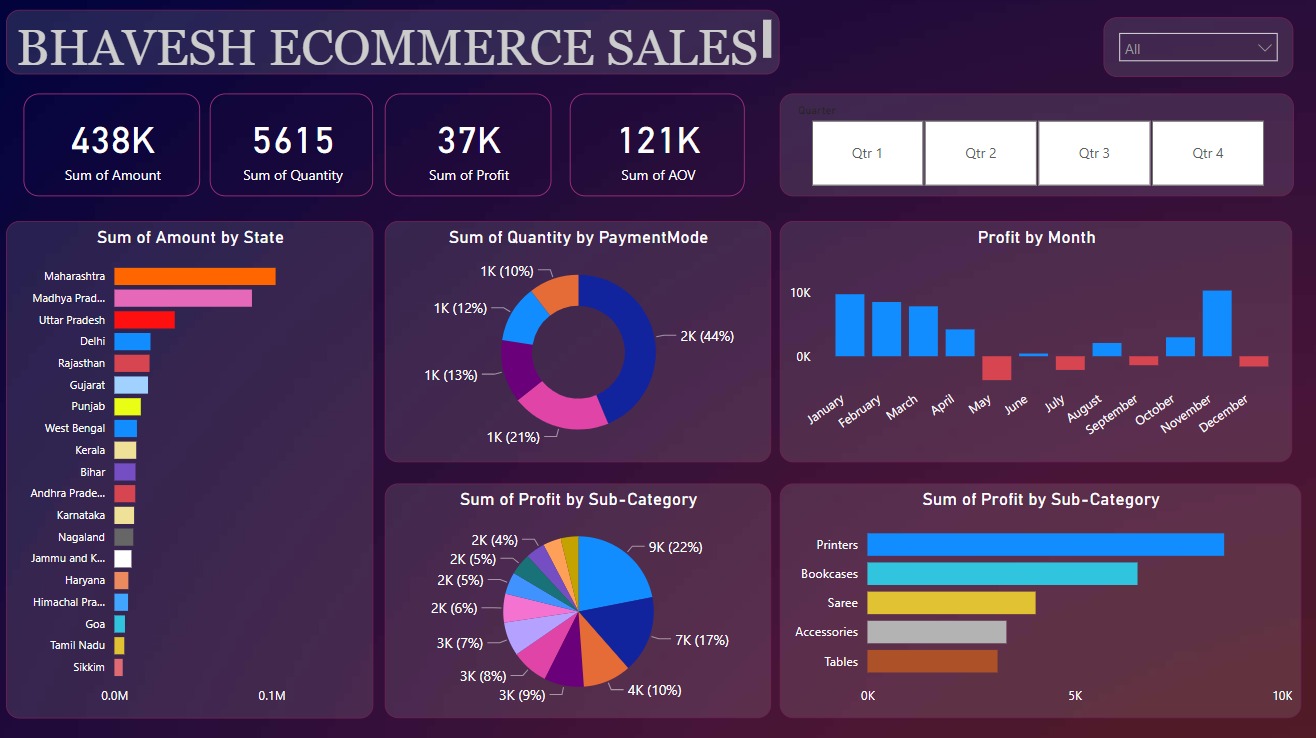 BHAVESH ECOMMERCE SALES
All
438K
Sum of Amount
5615
Sum of Quantity
37K
Sum of Profit
121K
Sum of AOV
Quarter
Qtr 1
Qtr 2
Qtr 3
Qtr 4
Sum of Amount by State
Maharashtra
Madhya Prad...
Uttar Pradesh
Delhi
Rajasthan
Gujarat
Punjab
West Bengal
Kerala
Bihar
Andhra Prade...
Karnataka
Nagaland
Jammu and K...
Haryana
Himachal Pra...
Goa
Tamil Nadu
Sikkim
0.0M 0.1M
Sum of Quantity by PaymentMode
1K (10%)
1K (12%)
2K (44%)
1K (13%)
1K (21%)
Profit by Month
10K
0K
January February March April May June July August September October November December
Sum of Profit by Sub-Category
2K (4%)
9K (22%)
2K (5%)
2K (5%)
2K (6%)
7K (17%)
3K (7%)
3K (8%)
4K (10%)
3K (9%)
Sum of Profit by Sub-Category
Printers
Bookcases
Saree
Accessories
Tables
0K 5K 10K